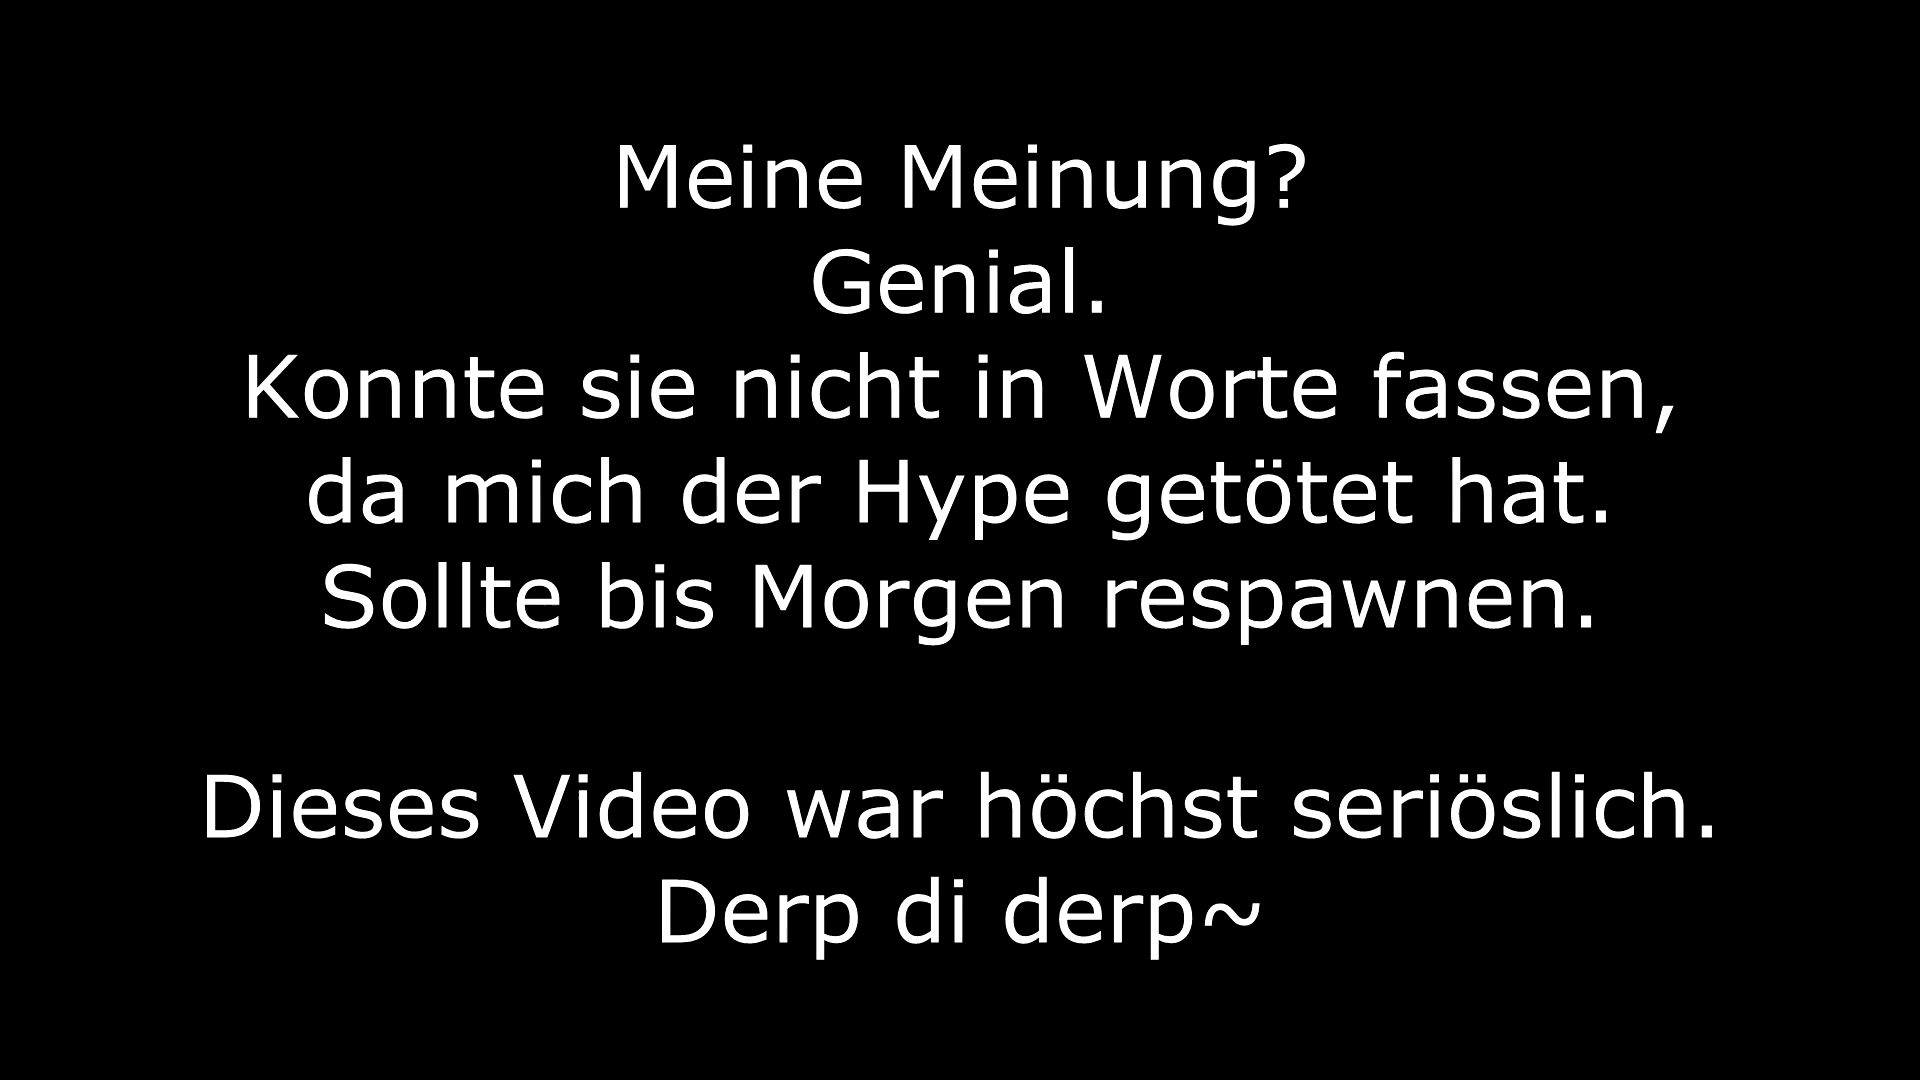 Meine Meinung?
Genial.
Konnte sie nicht in Worte fassen,
da mich der Hype getötet hat.
Sollte bis Morgen respawnen.
Dieses Video war höchst seriöslich.
Derp di derp~